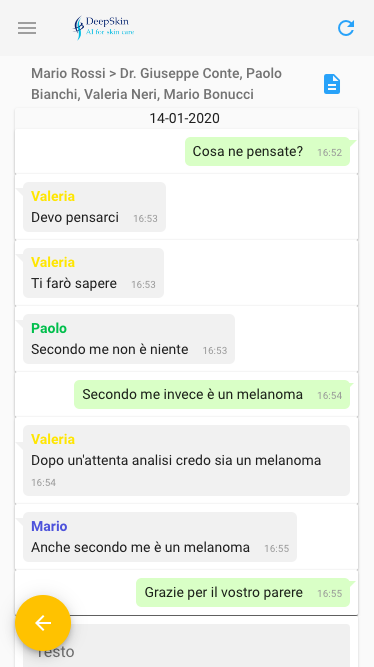 DeepSkin
AI for skin care
Mario Rossi > Dr. Giuseppe Conte, Paolo
Bianchi, Valeria Neri, Mario Bonucci
14-01-2020
Cosa ne pensate? 16:52
Valeria
Devo pensarci 16:53
Valeria
Ti farò sapere 16:53
Paolo
Secondo me non è niente 16:53
Secondo me invece è un melanoma 16:54
Valeria
Dopo un'attenta analisi credo sia un melanoma
16:54
Mario
Anche secondo me è un melanoma 16:55
Grazie per il vostro parere 16:55
Testo